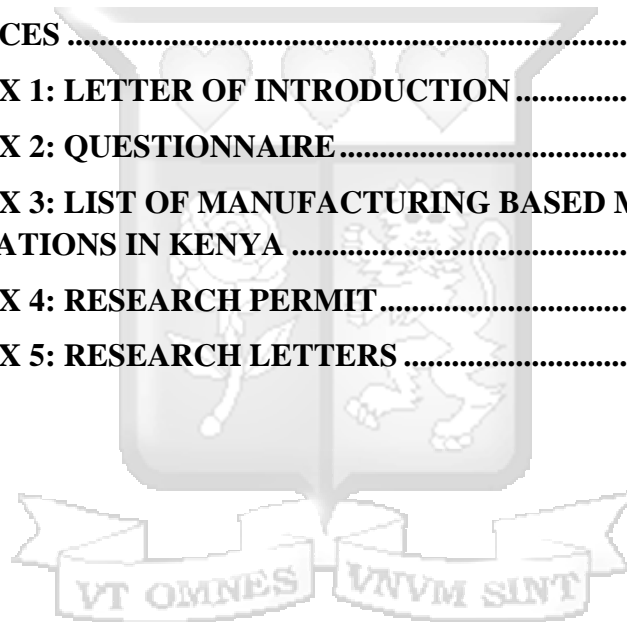 CES ....................................................................................
X 1: LETTER OF INTRODUCTION ................
X 2: QUESTIONNAIRE ..........................................
X 3: LIST OF MANUFACTURING BASED M
ATIONS IN KENYA ................................................
X 4: RESEARCH PERMIT ....................................
X 5: RESEARCH LETTERS .................................
VT OMNES VNVM SINT